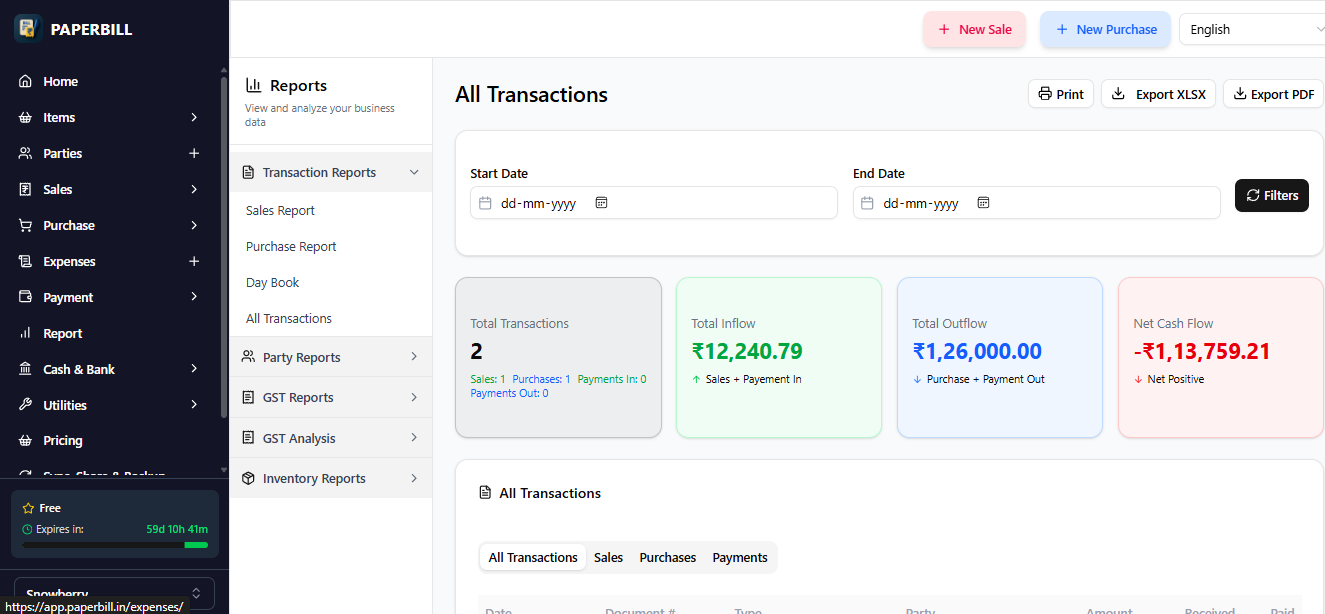 PAPERBILL
Home
Items
Parties
Sales
Purchase
Expenses
Payment
Report
Cash & Bank
Utilities
Pricing
Sync, Share & Backup
Free
Expires in: 59d 10h 41m
Snowberry
https://app.paperbill.in/expenses/
New Sale
New Purchase
English
Reports
View and analyze your business
data
Transaction Reports
Sales Report
Purchase Report
Day Book
All Transactions
Party Reports
GST Reports
GST Analysis
Inventory Reports
All Transactions
Print
Export XLSX
Export PDF
Start Date
dd-mm-yyyy
End Date
dd-mm-yyyy
Filters
Total Transactions
2
Sales: 1 Purchases: 1 Payments In: 0
Payments Out: 0
Total Inflow
₹12,240.79
Sales + Payement In
Total Outflow
₹1,26,000.00
Purchase + Payment Out
Net Cash Flow
-₹1,13,759.21
Net Positive
All Transactions
All Transactions Sales Purchases Payments
Date Document # Type Party Amount Received Paid